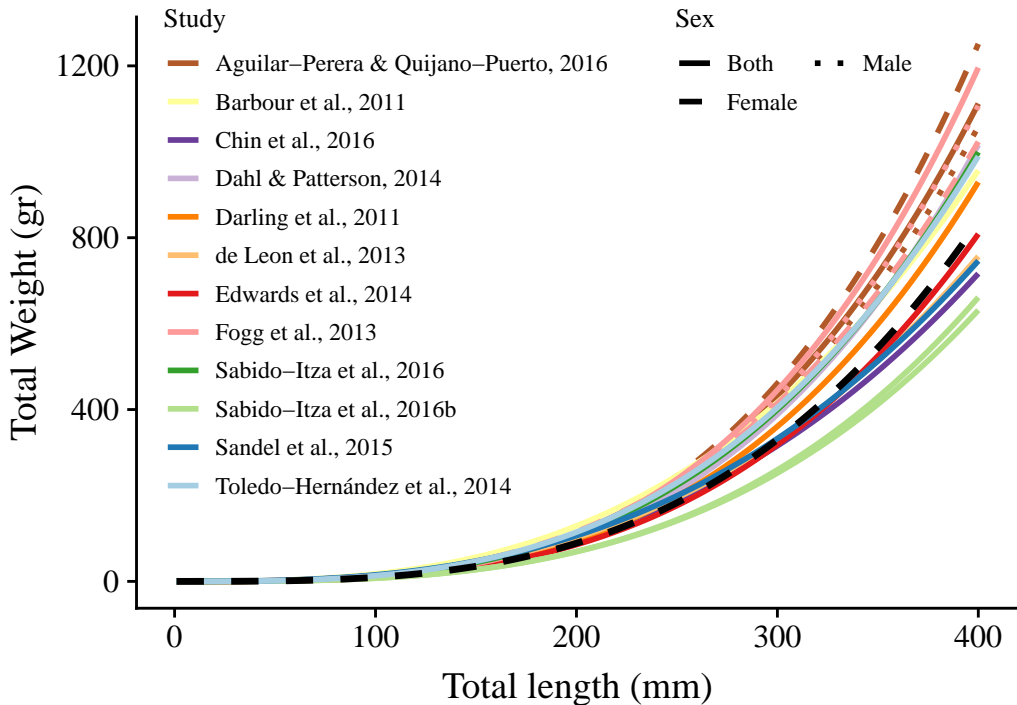 Study
Aguilar−Perera & Quijano−Puerto, 2016
Barbour et al., 2011
Chin et al., 2016
Dahl & Patterson, 2014
Darling et al., 2011
de Leon et al., 2013
Edwards et al., 2014
Fogg et al., 2013
Sabido−Itza et al., 2016
Sabido−Itza et al., 2016b
Sandel et al., 2015
Toledo−Hernández et al., 2014
Sex
Both
Male
Female
Total Weight (gr)
1200
800
400
0
0
100
200
300
400
Total length (mm)